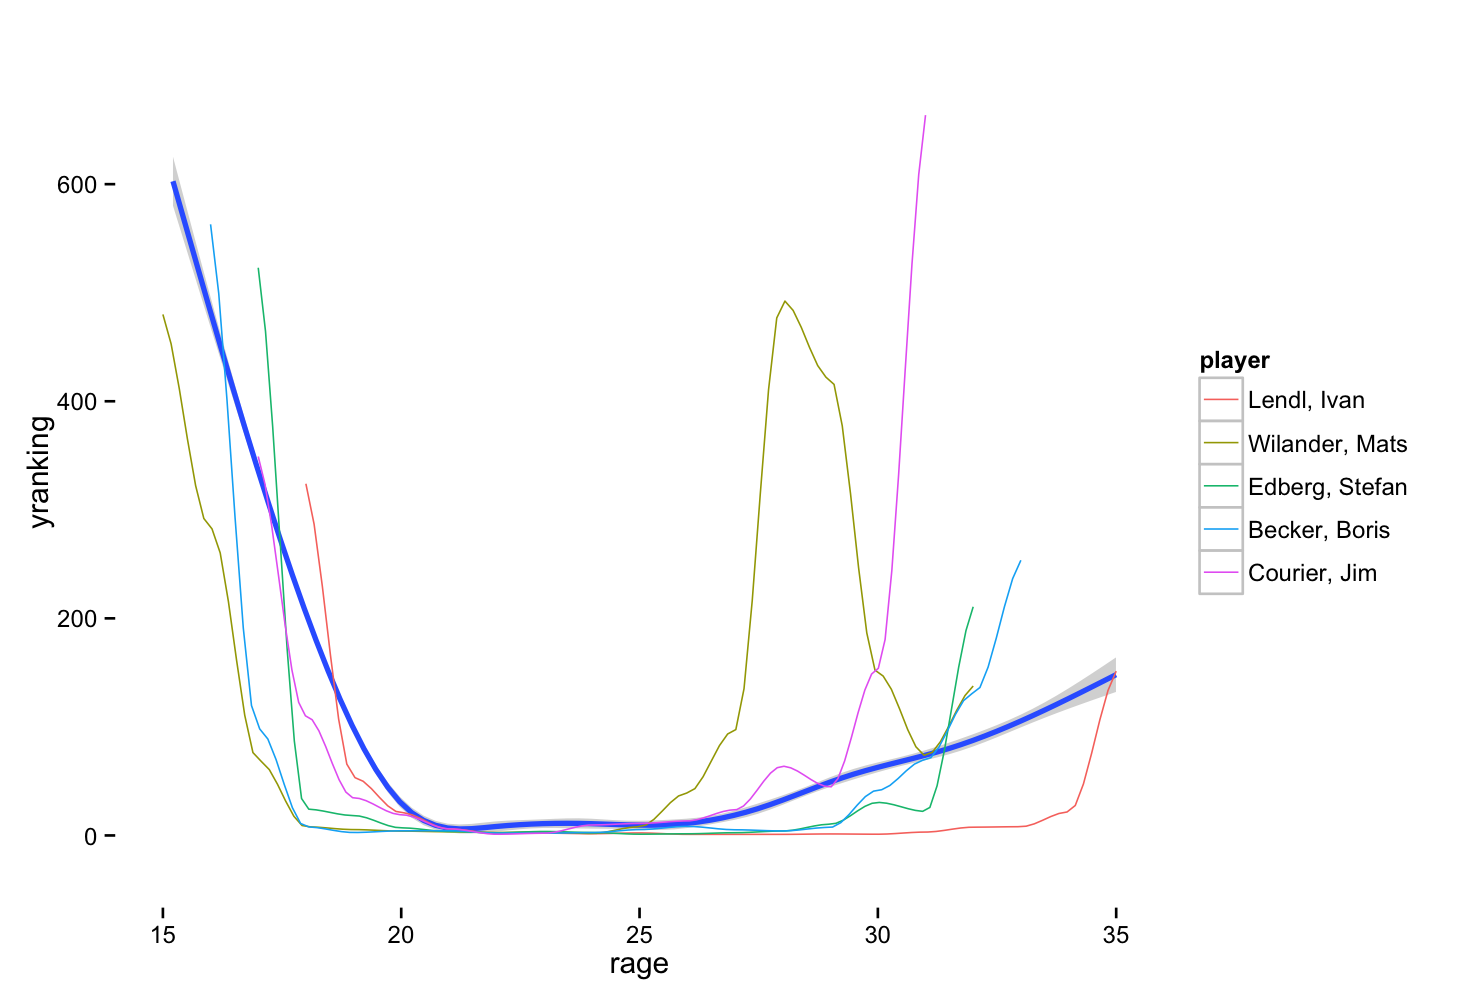 yranking
600
400
200
0
15
20
25
30
35
rage
player
Lendl, Ivan
Wilander, Mats
Edberg, Stefan
Becker, Boris
Courier, Jim